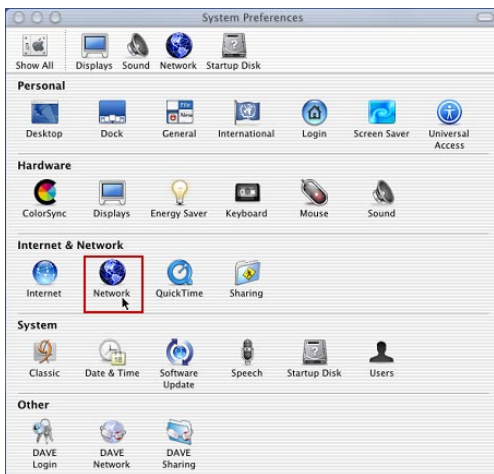 System Preferences
Show All Displays Sound Network Startup Disk
Personal
Desktop Dock General International Login Screen Saver Universal Access
Hardware
ColorSync Displays Energy Saver Keyboard Mouse Sound
Internet & Network
Internet Network QuickTime Sharing
System
Classic Date & Time Software Update Speech Startup Disk Users
Other
DAVE Login DAVE Network DAVE Sharing